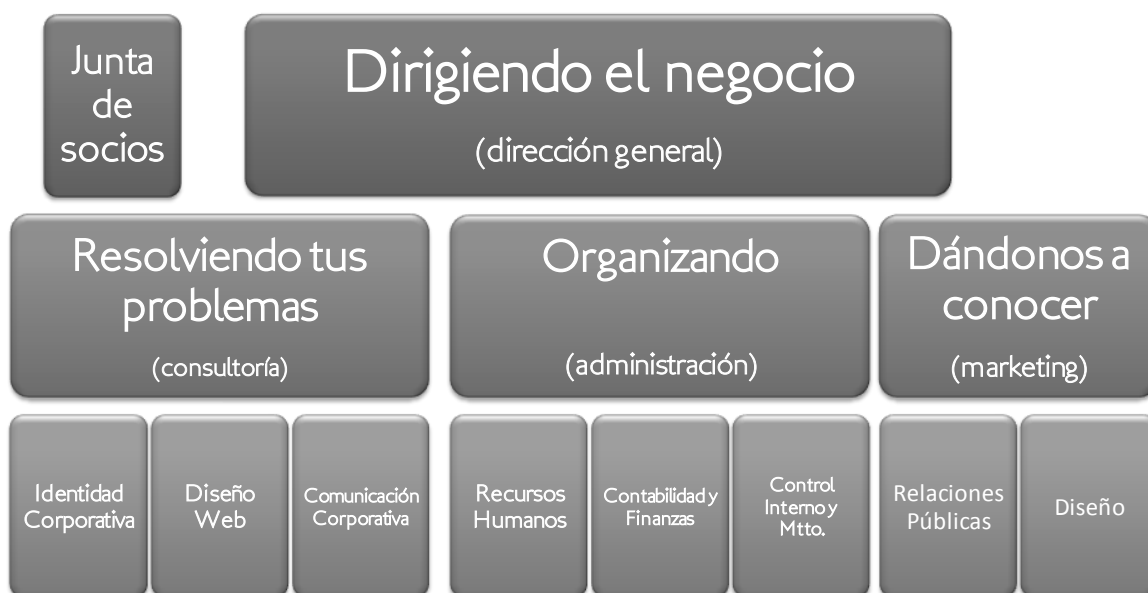 Junta
de
socios
Dirigiendo el negocio
(dirección general)
Resolviendo tus
problemas
(consultoría)
Organizando
(administración)
Dándonos a
conocer
(marketing)
Identidad
Corporativa
Diseño
Web
Comunicación
Corporativa
Recursos
Humanos
Contabilidad y
Finanzas
Control
Interno y
Mtto.
Relaciones
Públicas
Diseño